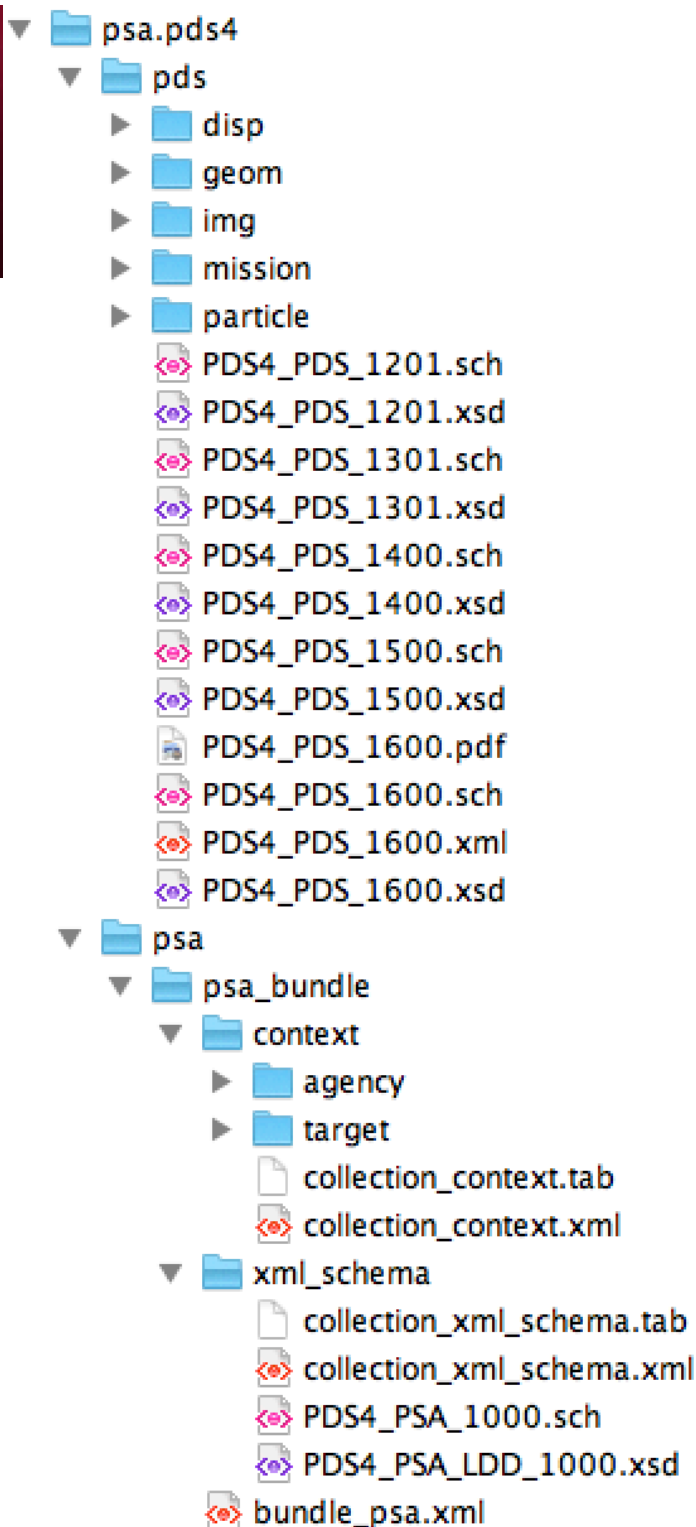 psa.pds4
pds
disp
geom
img
mission
particle
PDS4_PDS_1201.sch
PDS4_PDS_1201.xsd
PDS4_PDS_1301.sch
PDS4_PDS_1301.xsd
PDS4_PDS_1400.sch
PDS4_PDS_1400.xsd
PDS4_PDS_1500.sch
PDS4_PDS_1500.xsd
PDS4_PDS_1600.pdf
PDS4_PDS_1600.sch
PDS4_PDS_1600.xml
PDS4_PDS_1600.xsd
psa
psa_bundle
context
agency
target
collection_context.tab
collection_context.xml
xml_schema
collection_xml_schema.tab
collection_xml_schema.xml
PDS4_PSA_1000.sch
PDS4_PSA_LDD_1000.xsd
bundle_psa.xml